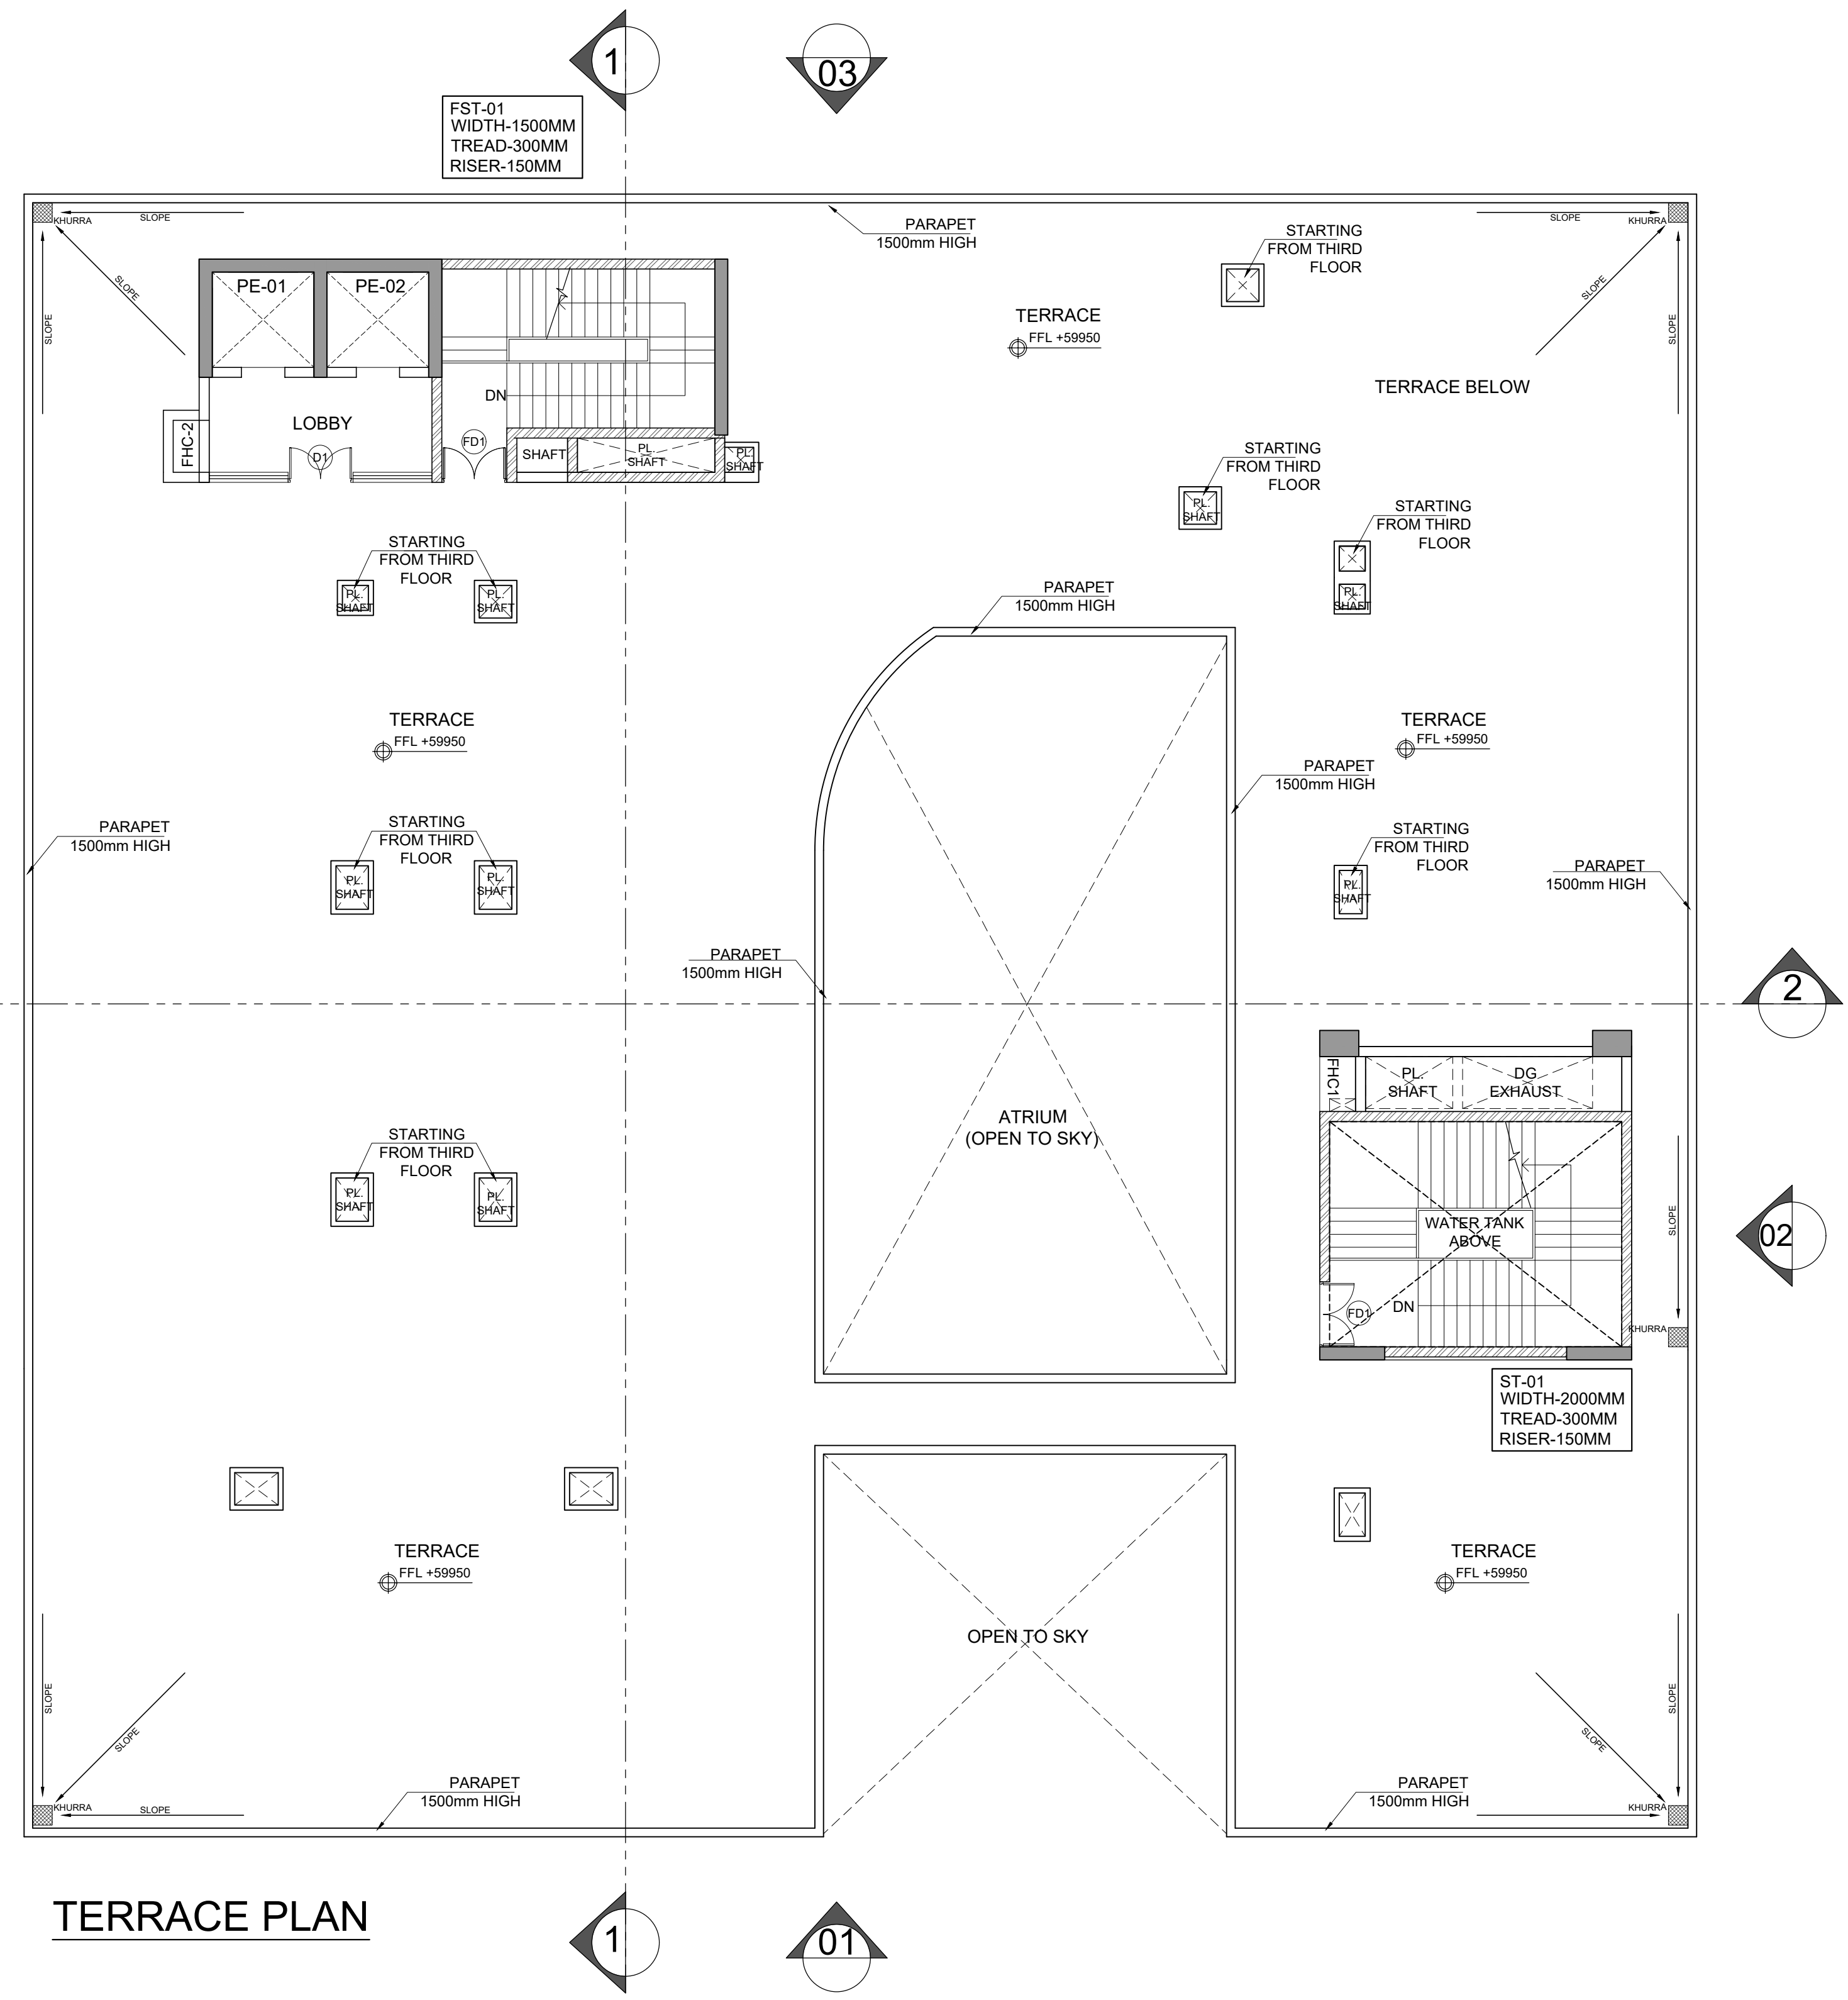 1
03
FST-01
WIDTH-1500MM
TREAD-300MM
RISER-150MM
KHURRA
SLOPE
SLOPE
SLOPE
PARAPET
1500mm HIGH
STARTING
FROM THIRD
FLOOR
SLOPE
KHURRA
SLOPE
SLOPE
PE-01
PE-02
DN
LOBBY
FHC-2
D1
FD1
SHAFT
PL.
SHAFT
PL.
SHAFT
TERRACE
FFL +59950
TERRACE BELOW
STARTING
FROM THIRD
FLOOR
PL.
SHAFT
STARTING
FROM THIRD
FLOOR
PL.
SHAFT
STARTING
FROM THIRD
FLOOR
PL.
SHAFT
PL.
SHAFT
PARAPET
1500mm HIGH
TERRACE
FFL +59950
TERRACE
FFL +59950
PARAPET
1500mm HIGH
PARAPET
1500mm HIGH
STARTING
FROM THIRD
FLOOR
PL.
SHAFT
PL.
SHAFT
STARTING
FROM THIRD
FLOOR
PL.
SHAFT
PARAPET
1500mm HIGH
PARAPET
1500mm HIGH
2
FHC1
PL.
SHAFT
DG
EXHAUST
ATRIUM
(OPEN TO SKY)
STARTING
FROM THIRD
FLOOR
PL.
SHAFT
PL.
SHAFT
WATER TANK
ABOVE
SLOPE
02
FD1
DN
KHURRA
ST-01
WIDTH-2000MM
TREAD-300MM
RISER-150MM
TERRACE
FFL +59950
TERRACE
FFL +59950
OPEN TO SKY
SLOPE
SLOPE
SLOPE
SLOPE
PARAPET
1500mm HIGH
PARAPET
1500mm HIGH
KHURRA
SLOPE
KHURRA
TERRACE PLAN
1
01